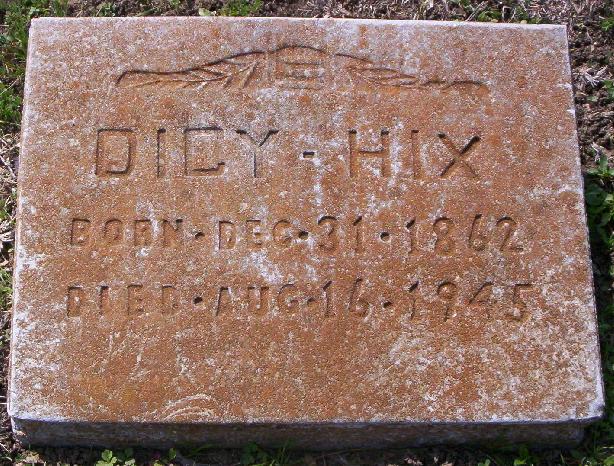 DICY - HIX
BORN · DEC · 31 · 1862
DIED · AUG · 16 · 1945